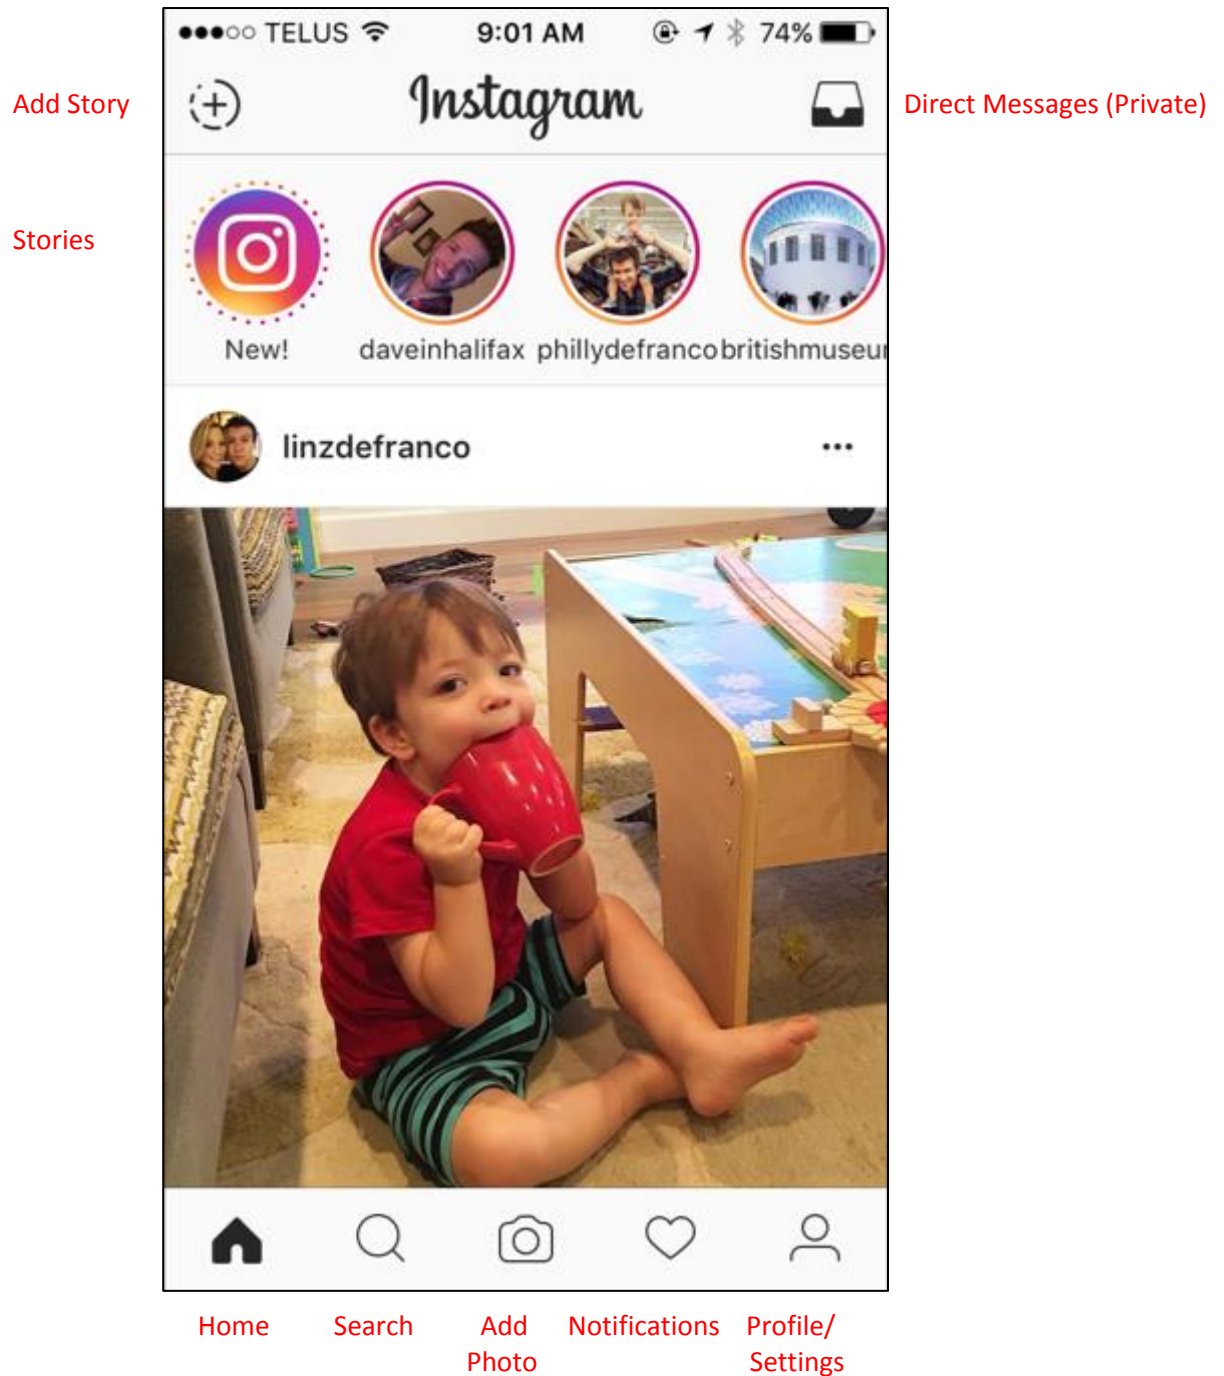 TELUS 9:01 AM 74%
Add Story Instagram Direct Messages (Private)
Stories
New! daveinhalifax phillydefranco britishmuseu
linzdefranco
Home Search Add Notifications Profile/
Photo Settings